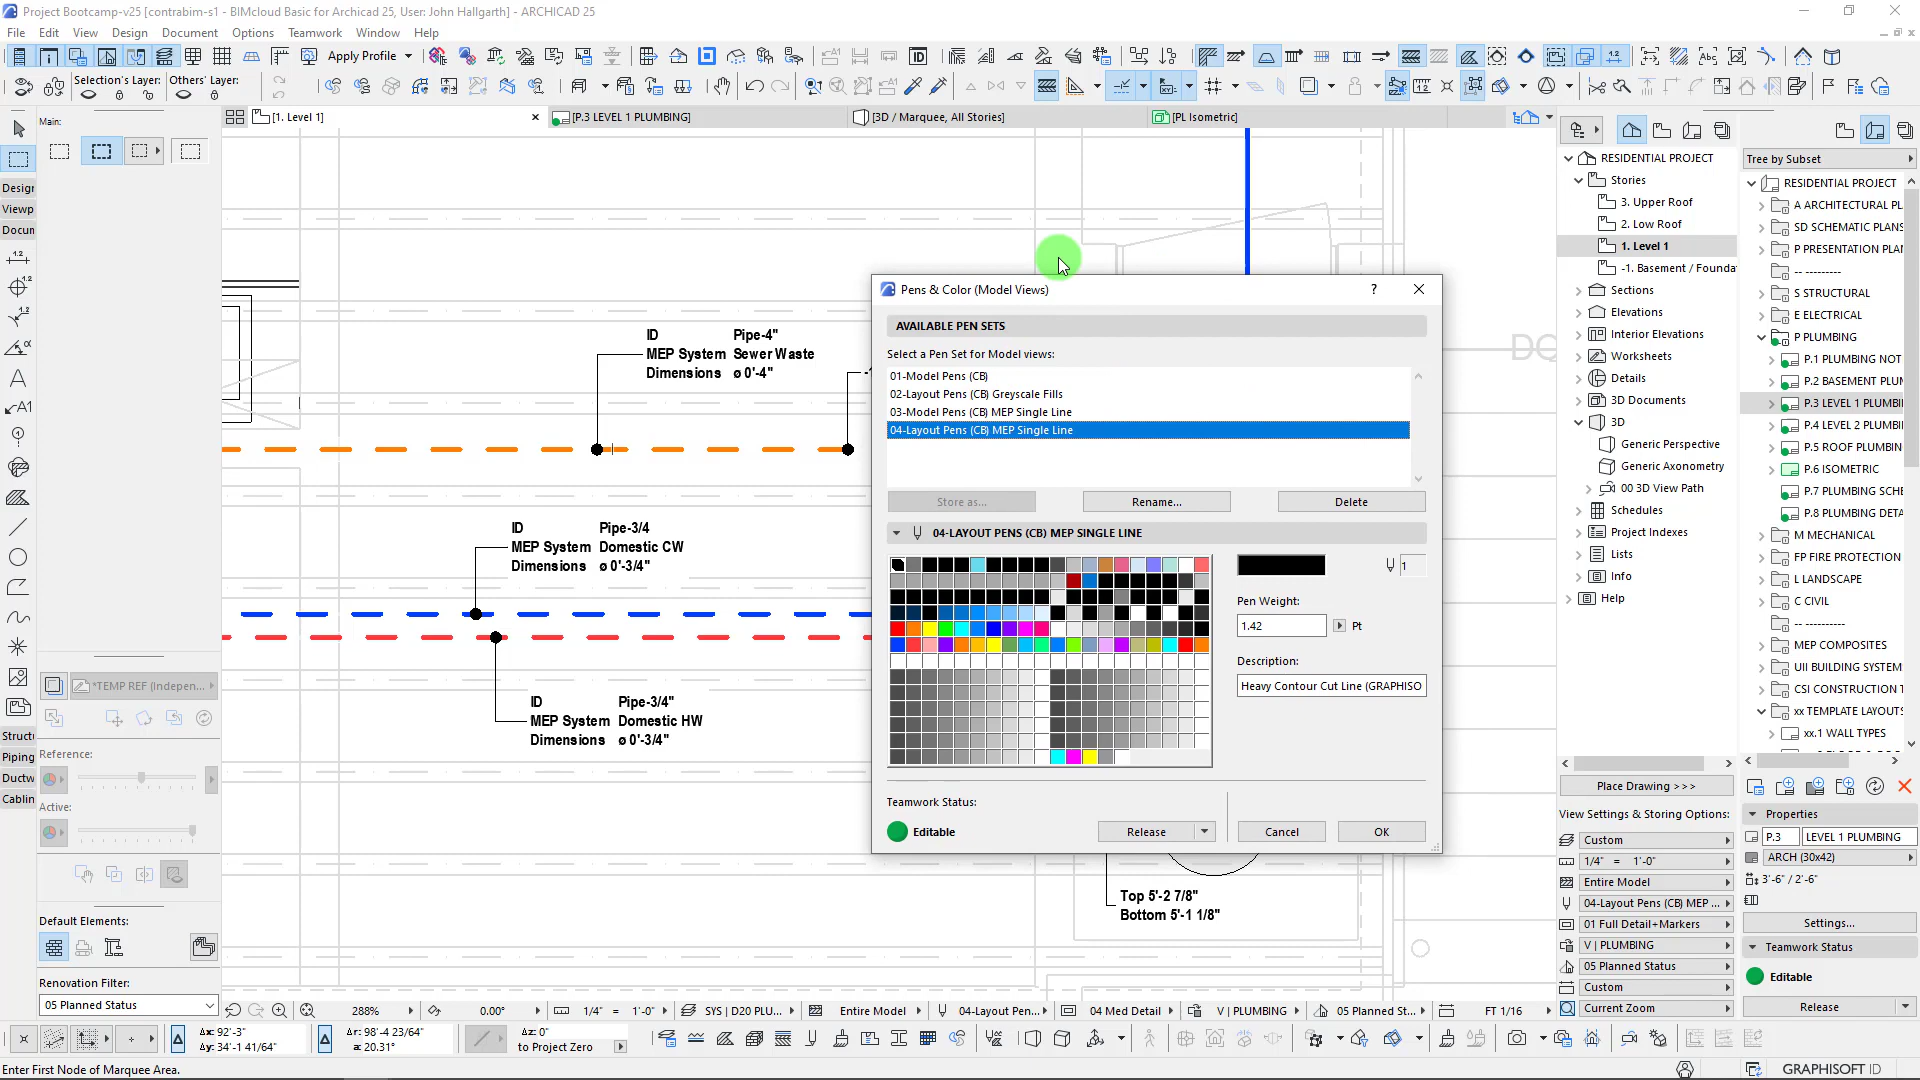 Project Bootcamp-v25 [contrabim-s1 - BIMcloud Basic for Archicad 25, User: John Hallgarth] - ARCHICAD 25
File Edit View Design Document Options Teamwork Window Help
Apply Profile
Selection's Layer: Others' Layer:
Main:
[1. Level 1]
[P.3 LEVEL 1 PLUMBING]
[3D / Marquee, All Stories]
[PL Isometric]
Design
Viewp
Docum
Struct
Piping
Ductw
Cablin
*TEMP REF (Indepen...
Reference:
Active:
Default Elements:
Renovation Filter:
05 Planned Status
ID Pipe-4"
MEP System Sewer Waste
Dimensions ø 0'-4"
ID Pipe-3/4
MEP System Domestic CW
Dimensions ø 0'-3/4"
ID Pipe-3/4"
MEP System Domestic HW
Dimensions ø 0'-3/4"
Top 5'-2 7/8"
Bottom 5'-1 1/8"
Pens & Color (Model Views)
AVAILABLE PEN SETS
Select a Pen Set for Model views:
01-Model Pens (CB)
02-Layout Pens (CB) Greyscale Fills
03-Model Pens (CB) MEP Single Line
04-Layout Pens (CB) MEP Single Line
Store as... Rename... Delete
04-LAYOUT PENS (CB) MEP SINGLE LINE
1
Pen Weight:
1.42 Pt
Description:
Heavy Contour Cut Line (GRAPHISO
Teamwork Status:
Editable
Release Cancel OK
RESIDENTIAL PROJECT
Stories
3. Upper Roof
2. Low Roof
1. Level 1
-1. Basement / Founda
Sections
Elevations
Interior Elevations
Worksheets
Details
3D Documents
3D
Generic Perspective
Generic Axonometry
00 3D View Path
Schedules
Project Indexes
Lists
Info
Help
Place Drawing >>>
View Settings & Storing Options:
Custom
1/4" = 1'-0"
Entire Model
04-Layout Pens (CB) MEP ...
01 Full Detail+Markers
V | PLUMBING
05 Planned Status
Custom
Current Zoom
Tree by Subset
RESIDENTIAL PROJECT
A ARCHITECTURAL PL
SD SCHEMATIC PLANS
P PRESENTATION PLAN
-- ---------
S STRUCTURAL
E ELECTRICAL
P PLUMBING
P.1 PLUMBING NOT
P.2 BASEMENT PLUM
P.3 LEVEL 1 PLUMBI
P.4 LEVEL 2 PLUMBI
P.5 ROOF PLUMBIN
P.6 ISOMETRIC
P.7 PLUMBING SCHE
P.8 PLUMBING DETA
M MECHANICAL
FP FIRE PROTECTION
L LANDSCAPE
C CIVIL
-- ---------
MEP COMPOSITES
UII BUILDING SYSTEM
CSI CONSTRUCTION T
xx TEMPLATE LAYOUTS
xx.1 WALL TYPES
Properties
P.3 LEVEL 1 PLUMBING
ARCH (30x42)
3'-6" / 2'-6"
Settings...
Teamwork Status
Editable
Release
288% 0.00° 1/4" = 1'-0" SYS | D20 PLU... Entire Model 04-Layout Pen... 04 Med Detail V | PLUMBING 05 Planned St... FT 1/16
Δx: 92'-3" Δr: 98'-4 23/64" Δz: 0"
Δy: 34'-1 41/64" a: 20.31° to Project Zero
Enter First Node of Marquee Area.
GRAPHISOFT ID